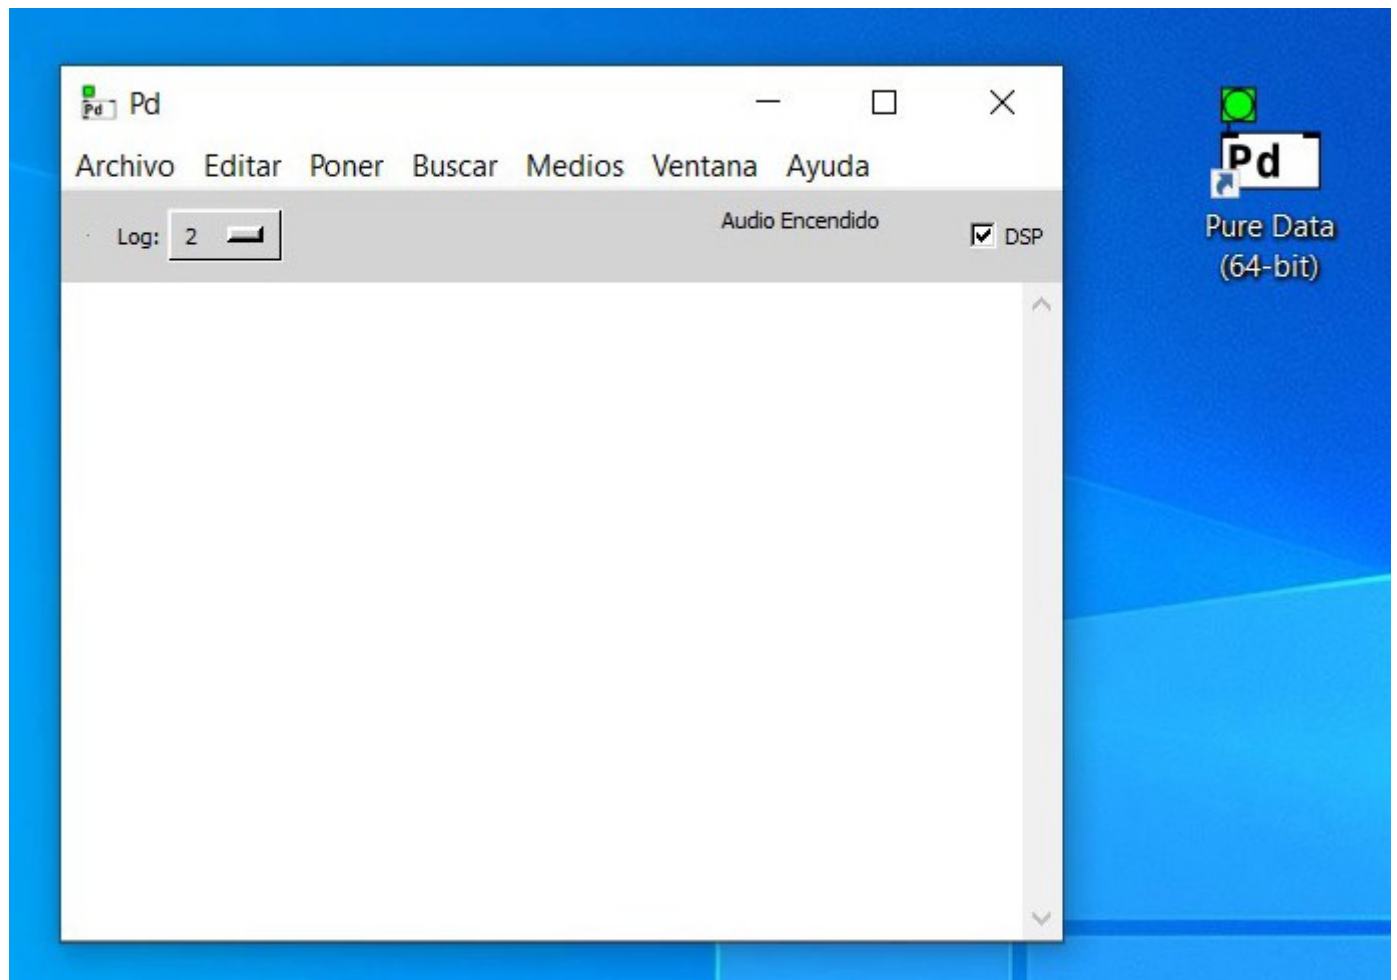 Pd
Archivo Editar Poner Buscar Medios Ventana Ayuda
Log: 2 Audio Encendido DSP
Pd
Pure Data
(64-bit)